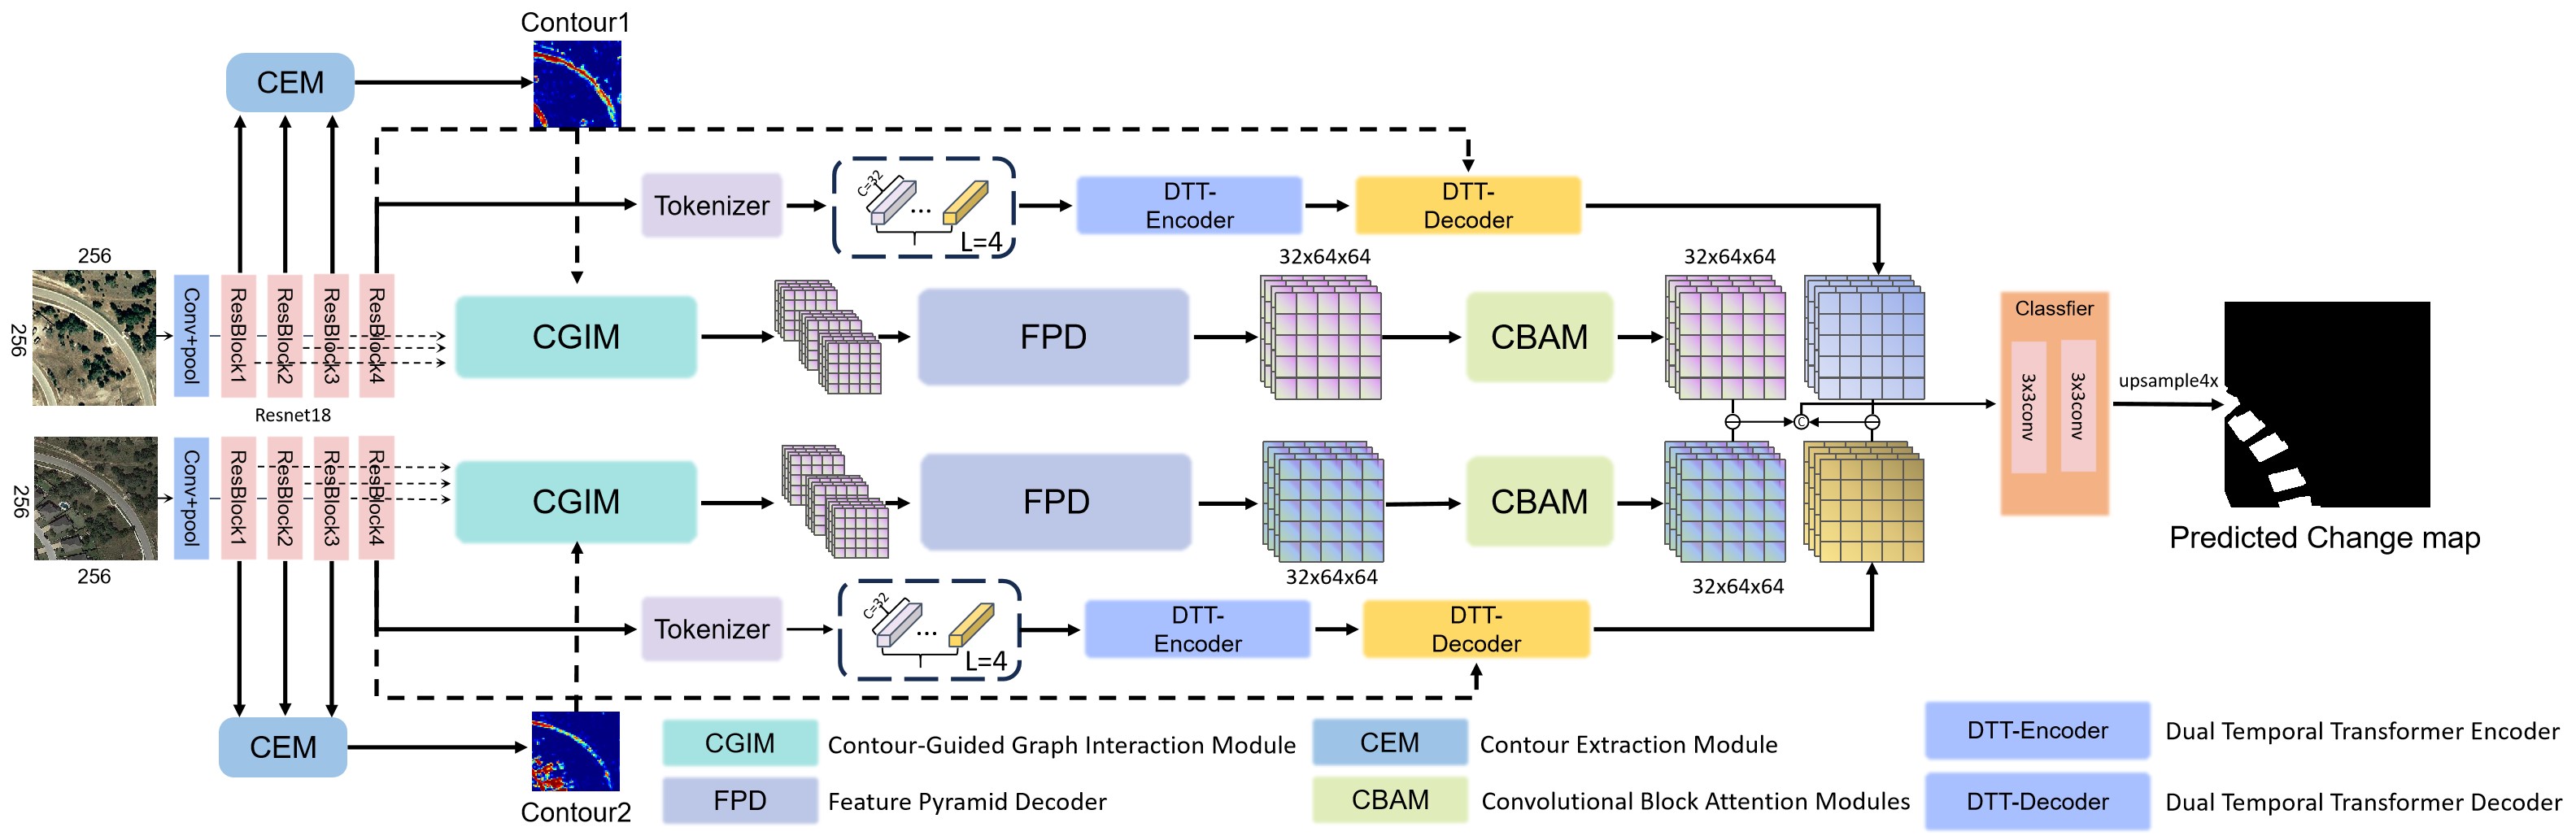 Contour1
CEM
C=32
...
L=4
Tokenizer
DTT-
Encoder
DTT-
Decoder
256
256
Conv+pool
ResBlock1
ResBlock2
ResBlock3
ResBlock4
CGIM
FPD
32x64x64
CBAM
32x64x64
Resnet18
C
Classfier
3x3conv
3x3conv
upsample4x
Predicted Change map
256
256
Conv+pool
ResBlock1
ResBlock2
ResBlock3
ResBlock4
CGIM
FPD
32x64x64
CBAM
32x64x64
Tokenizer
C=32
...
L=4
DTT-
Encoder
DTT-
Decoder
CEM
Contour2
CGIM Contour-Guided Graph Interaction Module
CEM Contour Extraction Module
DTT-Encoder Dual Temporal Transformer Encoder
FPD Feature Pyramid Decoder
CBAM Convolutional Block Attention Modules
DTT-Decoder Dual Temporal Transformer Decoder